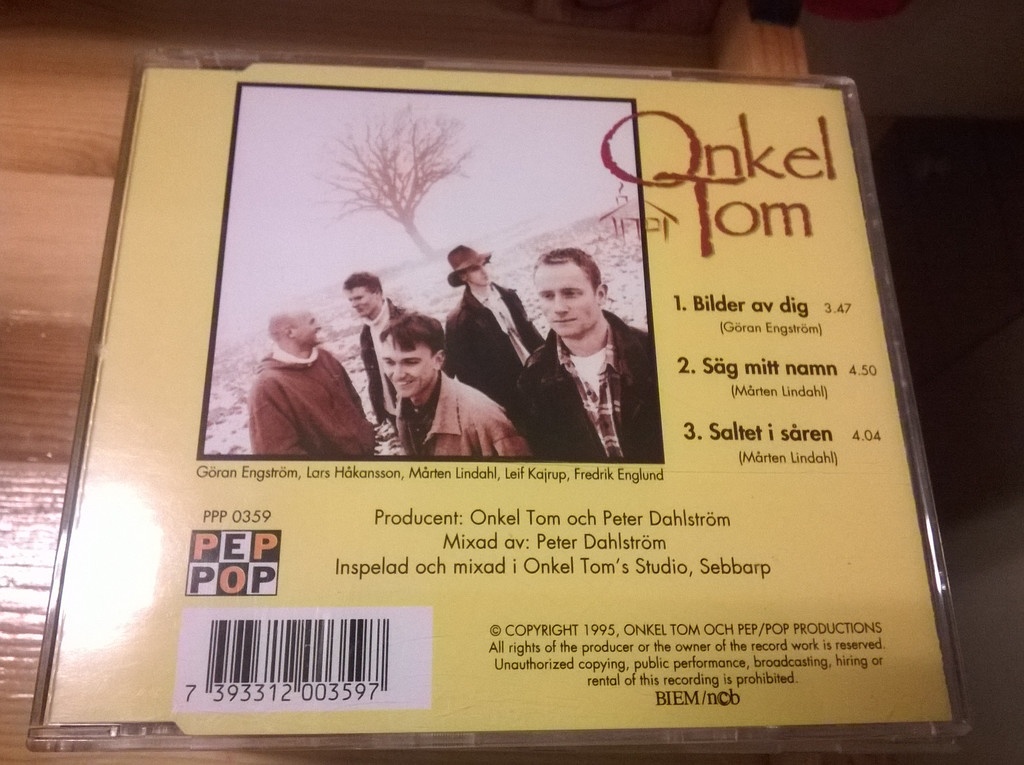 Onkel
Tom
1. Bilder av dig 3.47
(Göran Engström)
2. Säg mitt namn 4.50
(Mårten Lindahl)
3. Saltet i såren 4.04
(Mårten Lindahl)
Göran Engström, Lars Håkansson, Mårten Lindahl, Leif Kajrup, Fredrik Englund
PPP 0359
PEP
POP
Producent: Onkel Tom och Peter Dahlström
Mixad av: Peter Dahlström
Inspelad och mixad i Onkel Tom's Studio, Sebbarp
7 393312 003597
© COPYRIGHT 1995, ONKEL TOM OCH PEP/POP PRODUCTIONS
All rights of the producer or the owner of the record work is reserved.
Unauthorized copying, public performance, broadcasting, hiring or
rental of this recording is prohibited.
BIEM/ncb